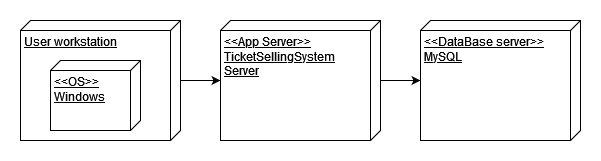 User workstation
<<OS>>
Windows
<<App Server>>
TicketSellingSystem
Server
<<DataBase server>>
MySQL